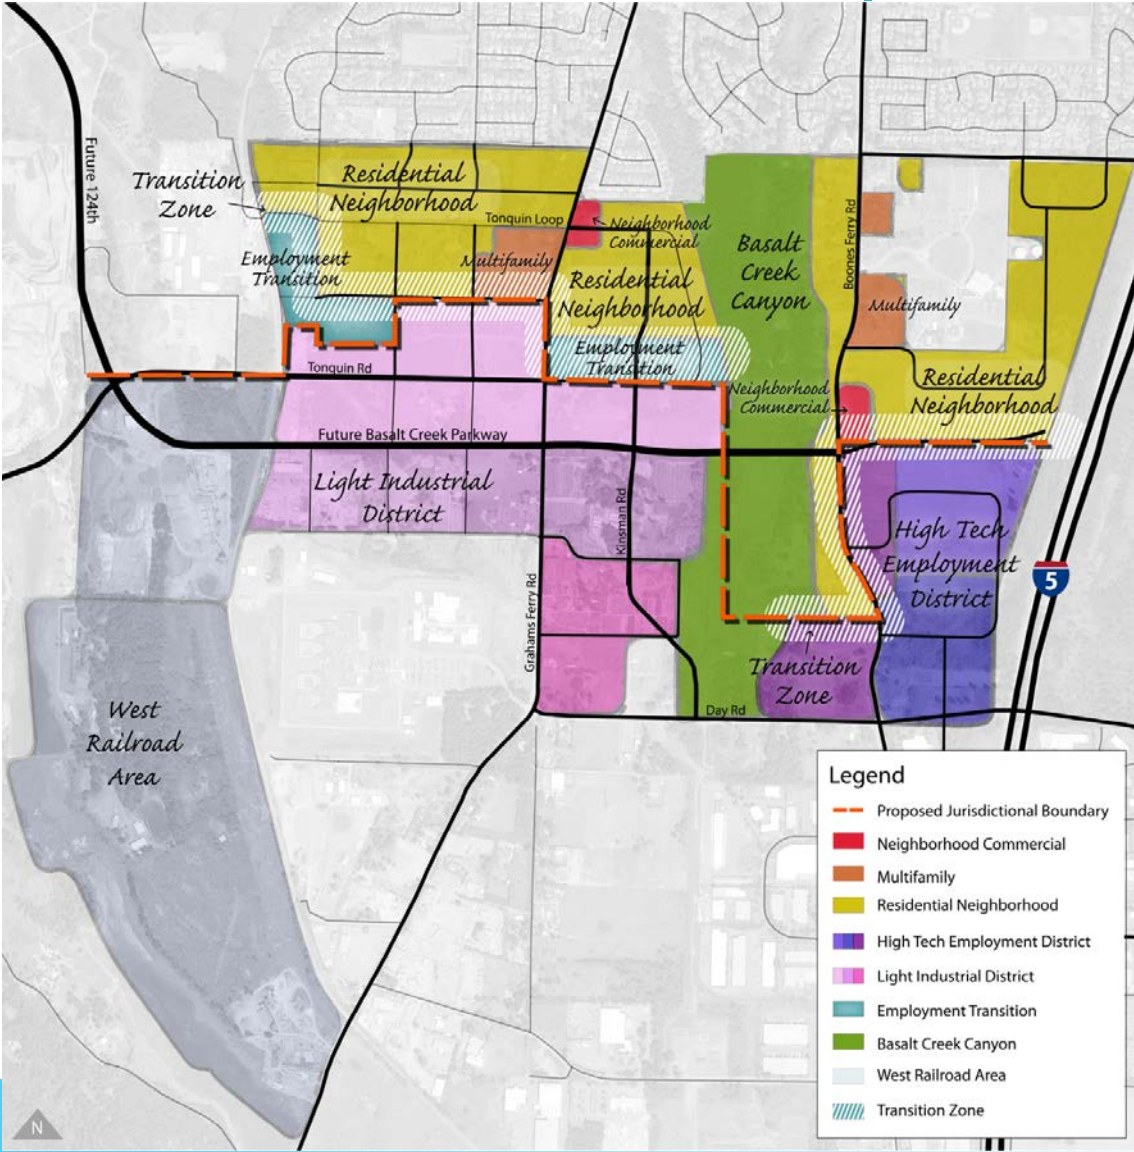 Future 124th
Transition
Zone
Residential
Neighborhood
Tonquin Loop
Neighborhood
Commercial
Employment
Transition
Multifamily
Residential
Neighborhood
Basalt
Creek
Canyon
Boones Ferry Rd
Multifamily
Employment
Transition
Tonquin Rd
Neighborhood
Commercial
Residential
Neighborhood
Future Basalt Creek Parkway
Light Industrial
District
Kinsman Rd
High Tech
Employment
District
5
Grahams Ferry Rd
Transition
Zone
Day Rd
West
Railroad
Area
Legend
Proposed Jurisdictional Boundary
Neighborhood Commercial
Multifamily
Residential Neighborhood
High Tech Employment District
Light Industrial District
Employment Transition
Basalt Creek Canyon
West Railroad Area
Transition Zone
N